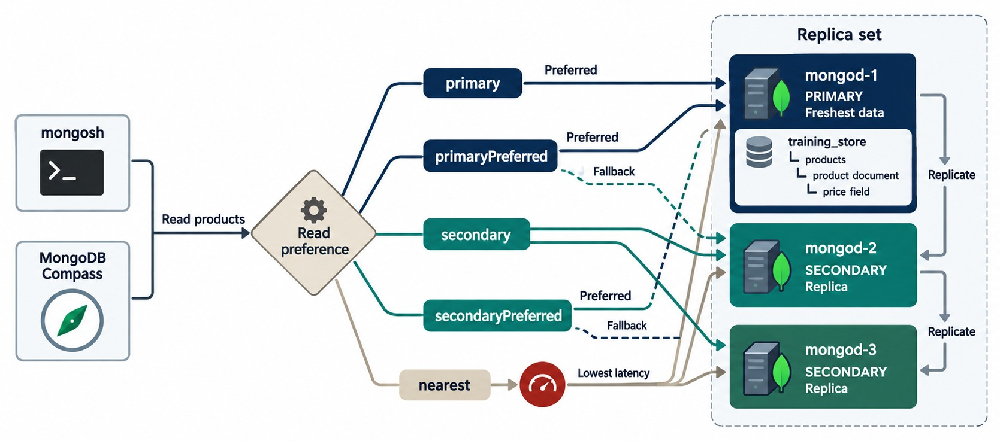 Replica set
mongosh
MongoDB
Compass
Read products
Read
preference
primary
Preferred
primaryPreferred
Preferred
Fallback
secondary
secondaryPreferred
Preferred
Fallback
nearest
Lowest latency
mongod-1
PRIMARY
Freshest data
training_store
products
product document
price field
Replicate
mongod-2
SECONDARY
Replica
Replicate
mongod-3
SECONDARY
Replica